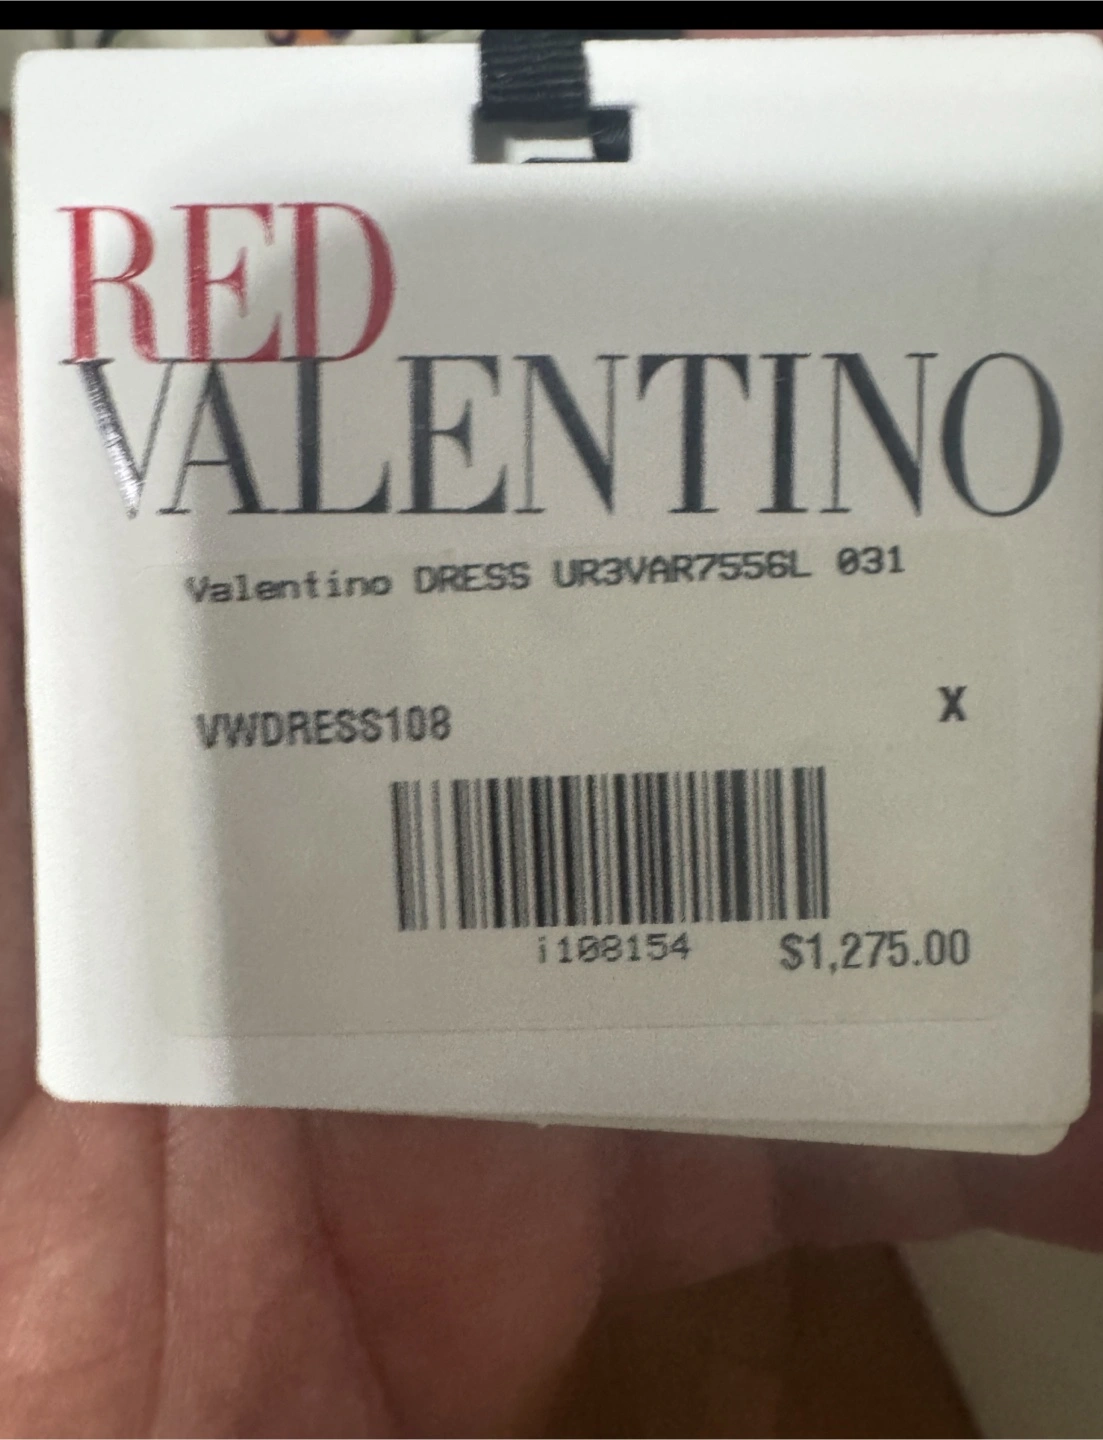 RED
VALENTINO
Valentino DRESS UR3VAR7556L 031
VWDRESS108 X
i108154 $1,275.00